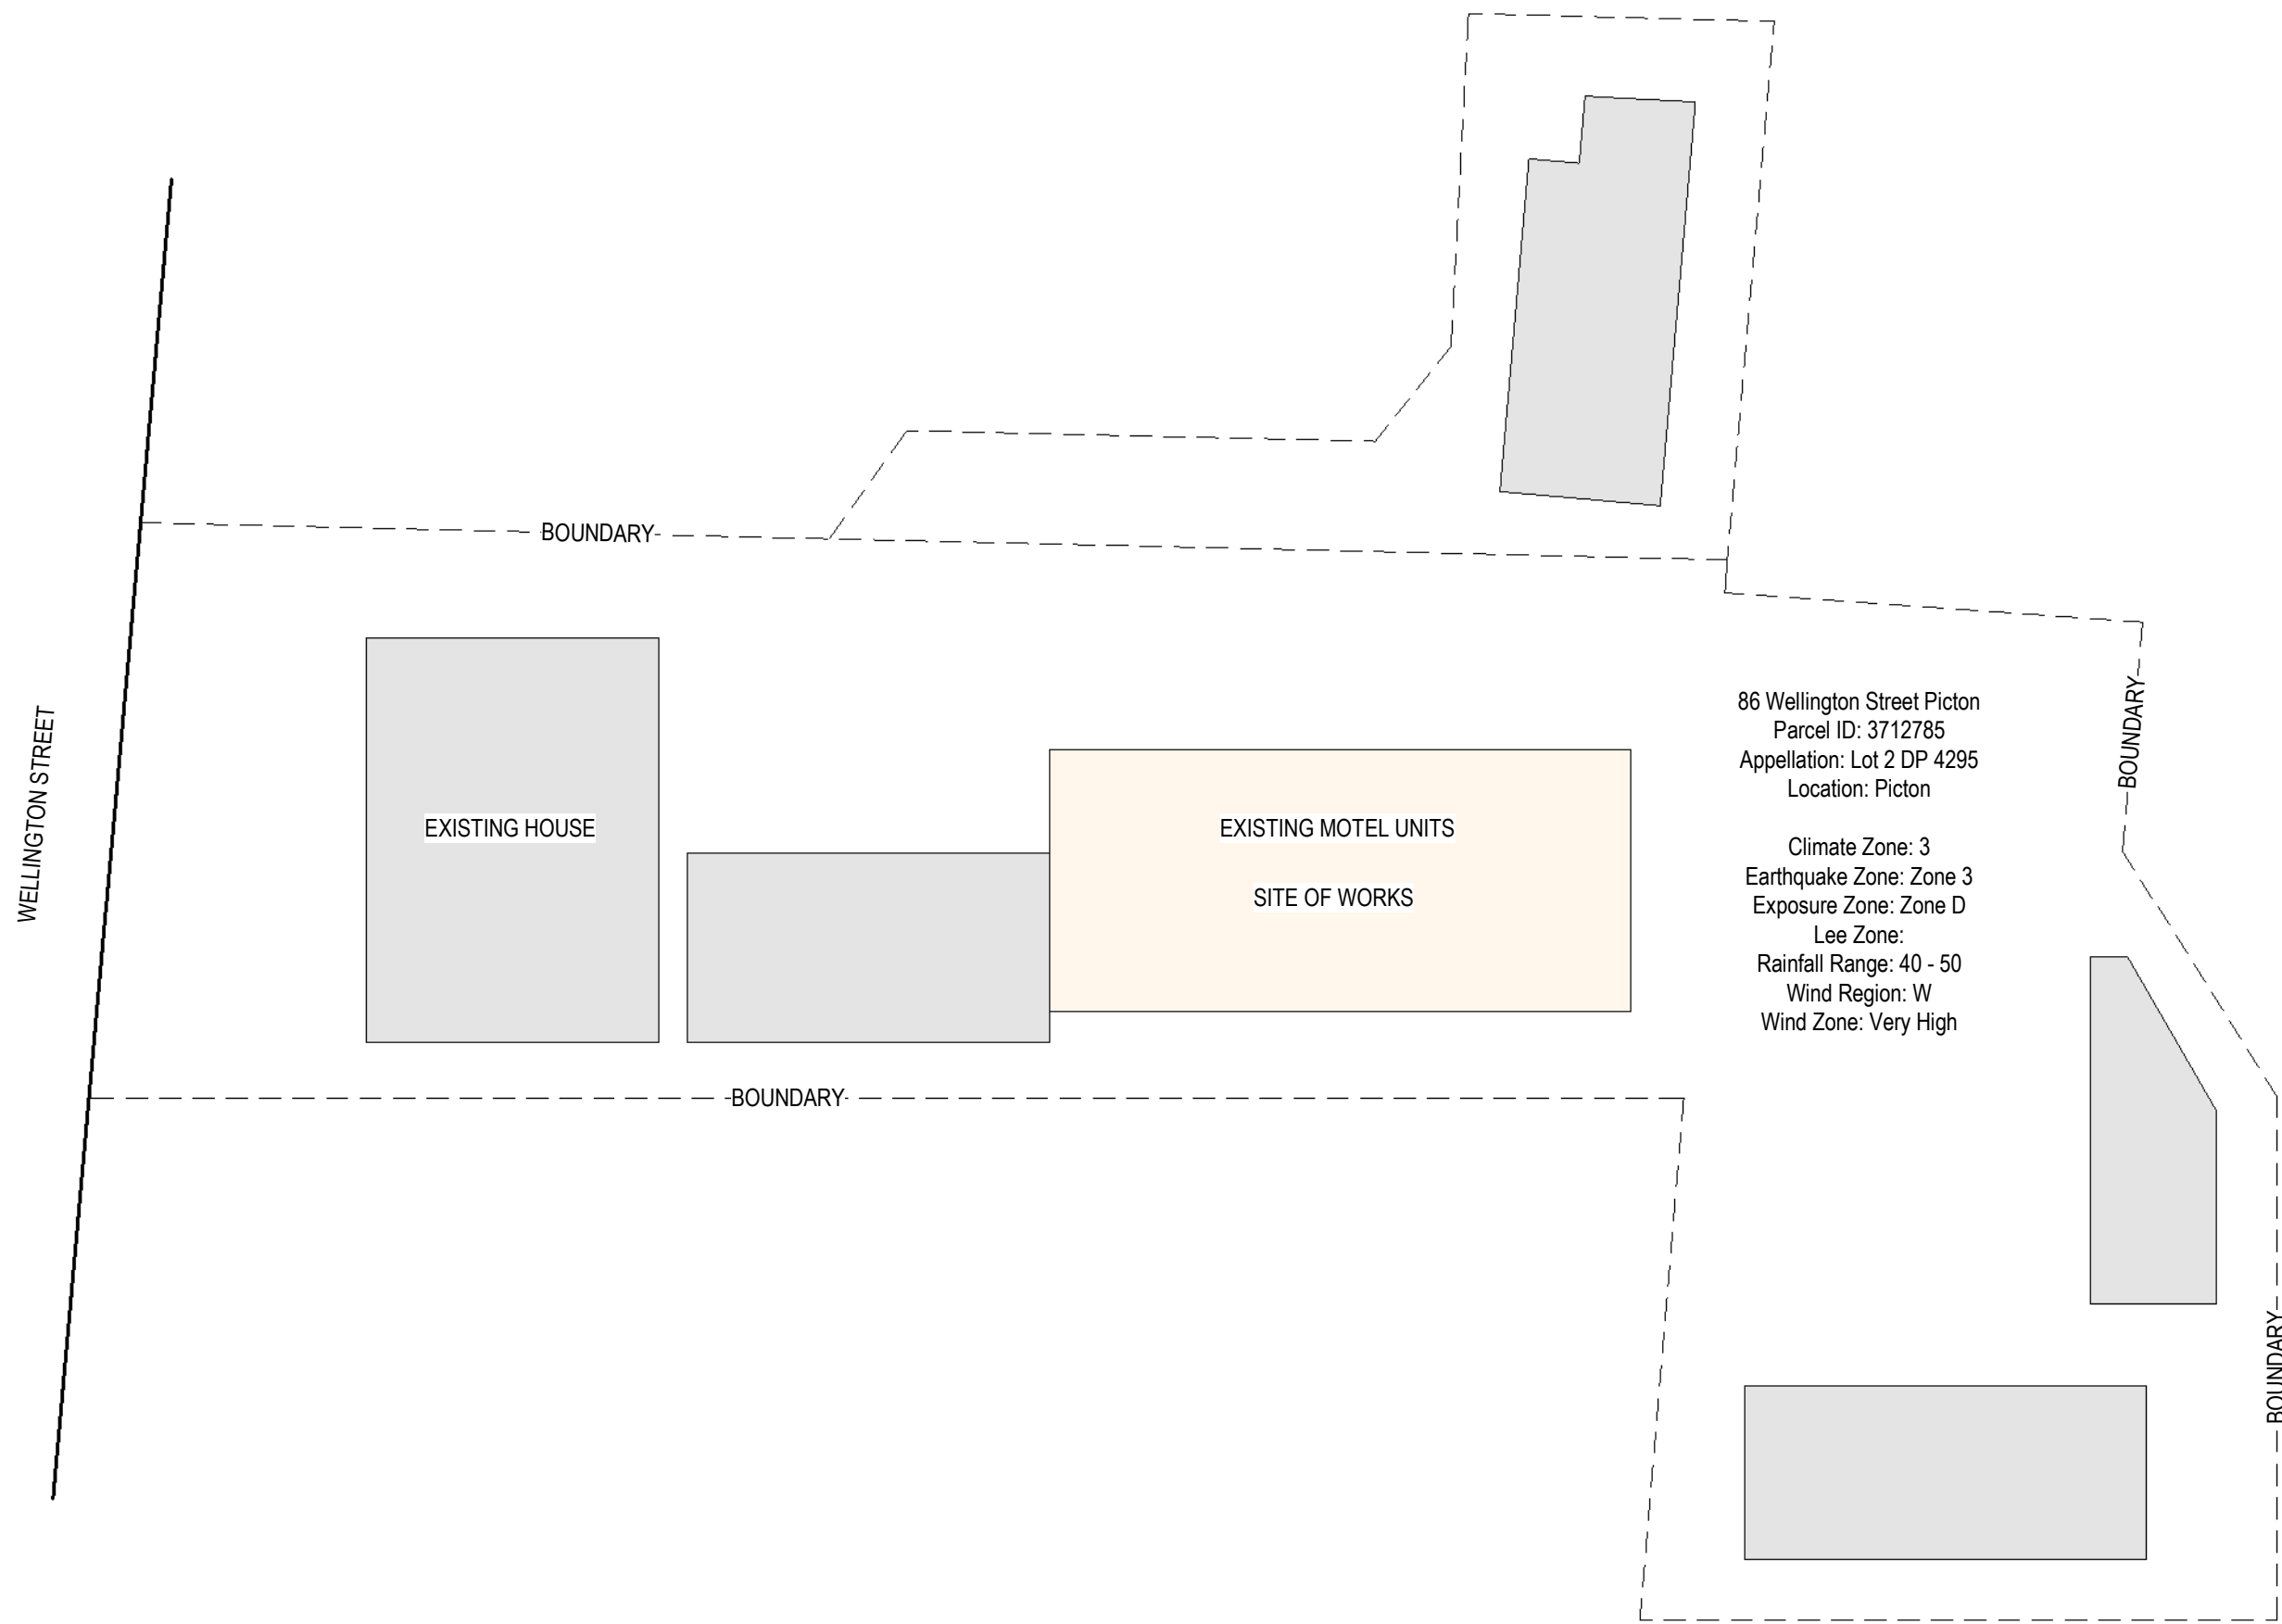 BOUNDARY
WELLINGTON STREET
EXISTING HOUSE
EXISTING MOTEL UNITS
SITE OF WORKS
86 Wellington Street Picton
Parcel ID: 3712785
Appellation: Lot 2 DP 4295
Location: Picton
Climate Zone: 3
Earthquake Zone: Zone 3
Exposure Zone: Zone D
Lee Zone:
Rainfall Range: 40 - 50
Wind Region: W
Wind Zone: Very High
BOUNDARY
BOUNDARY
BOUNDARY